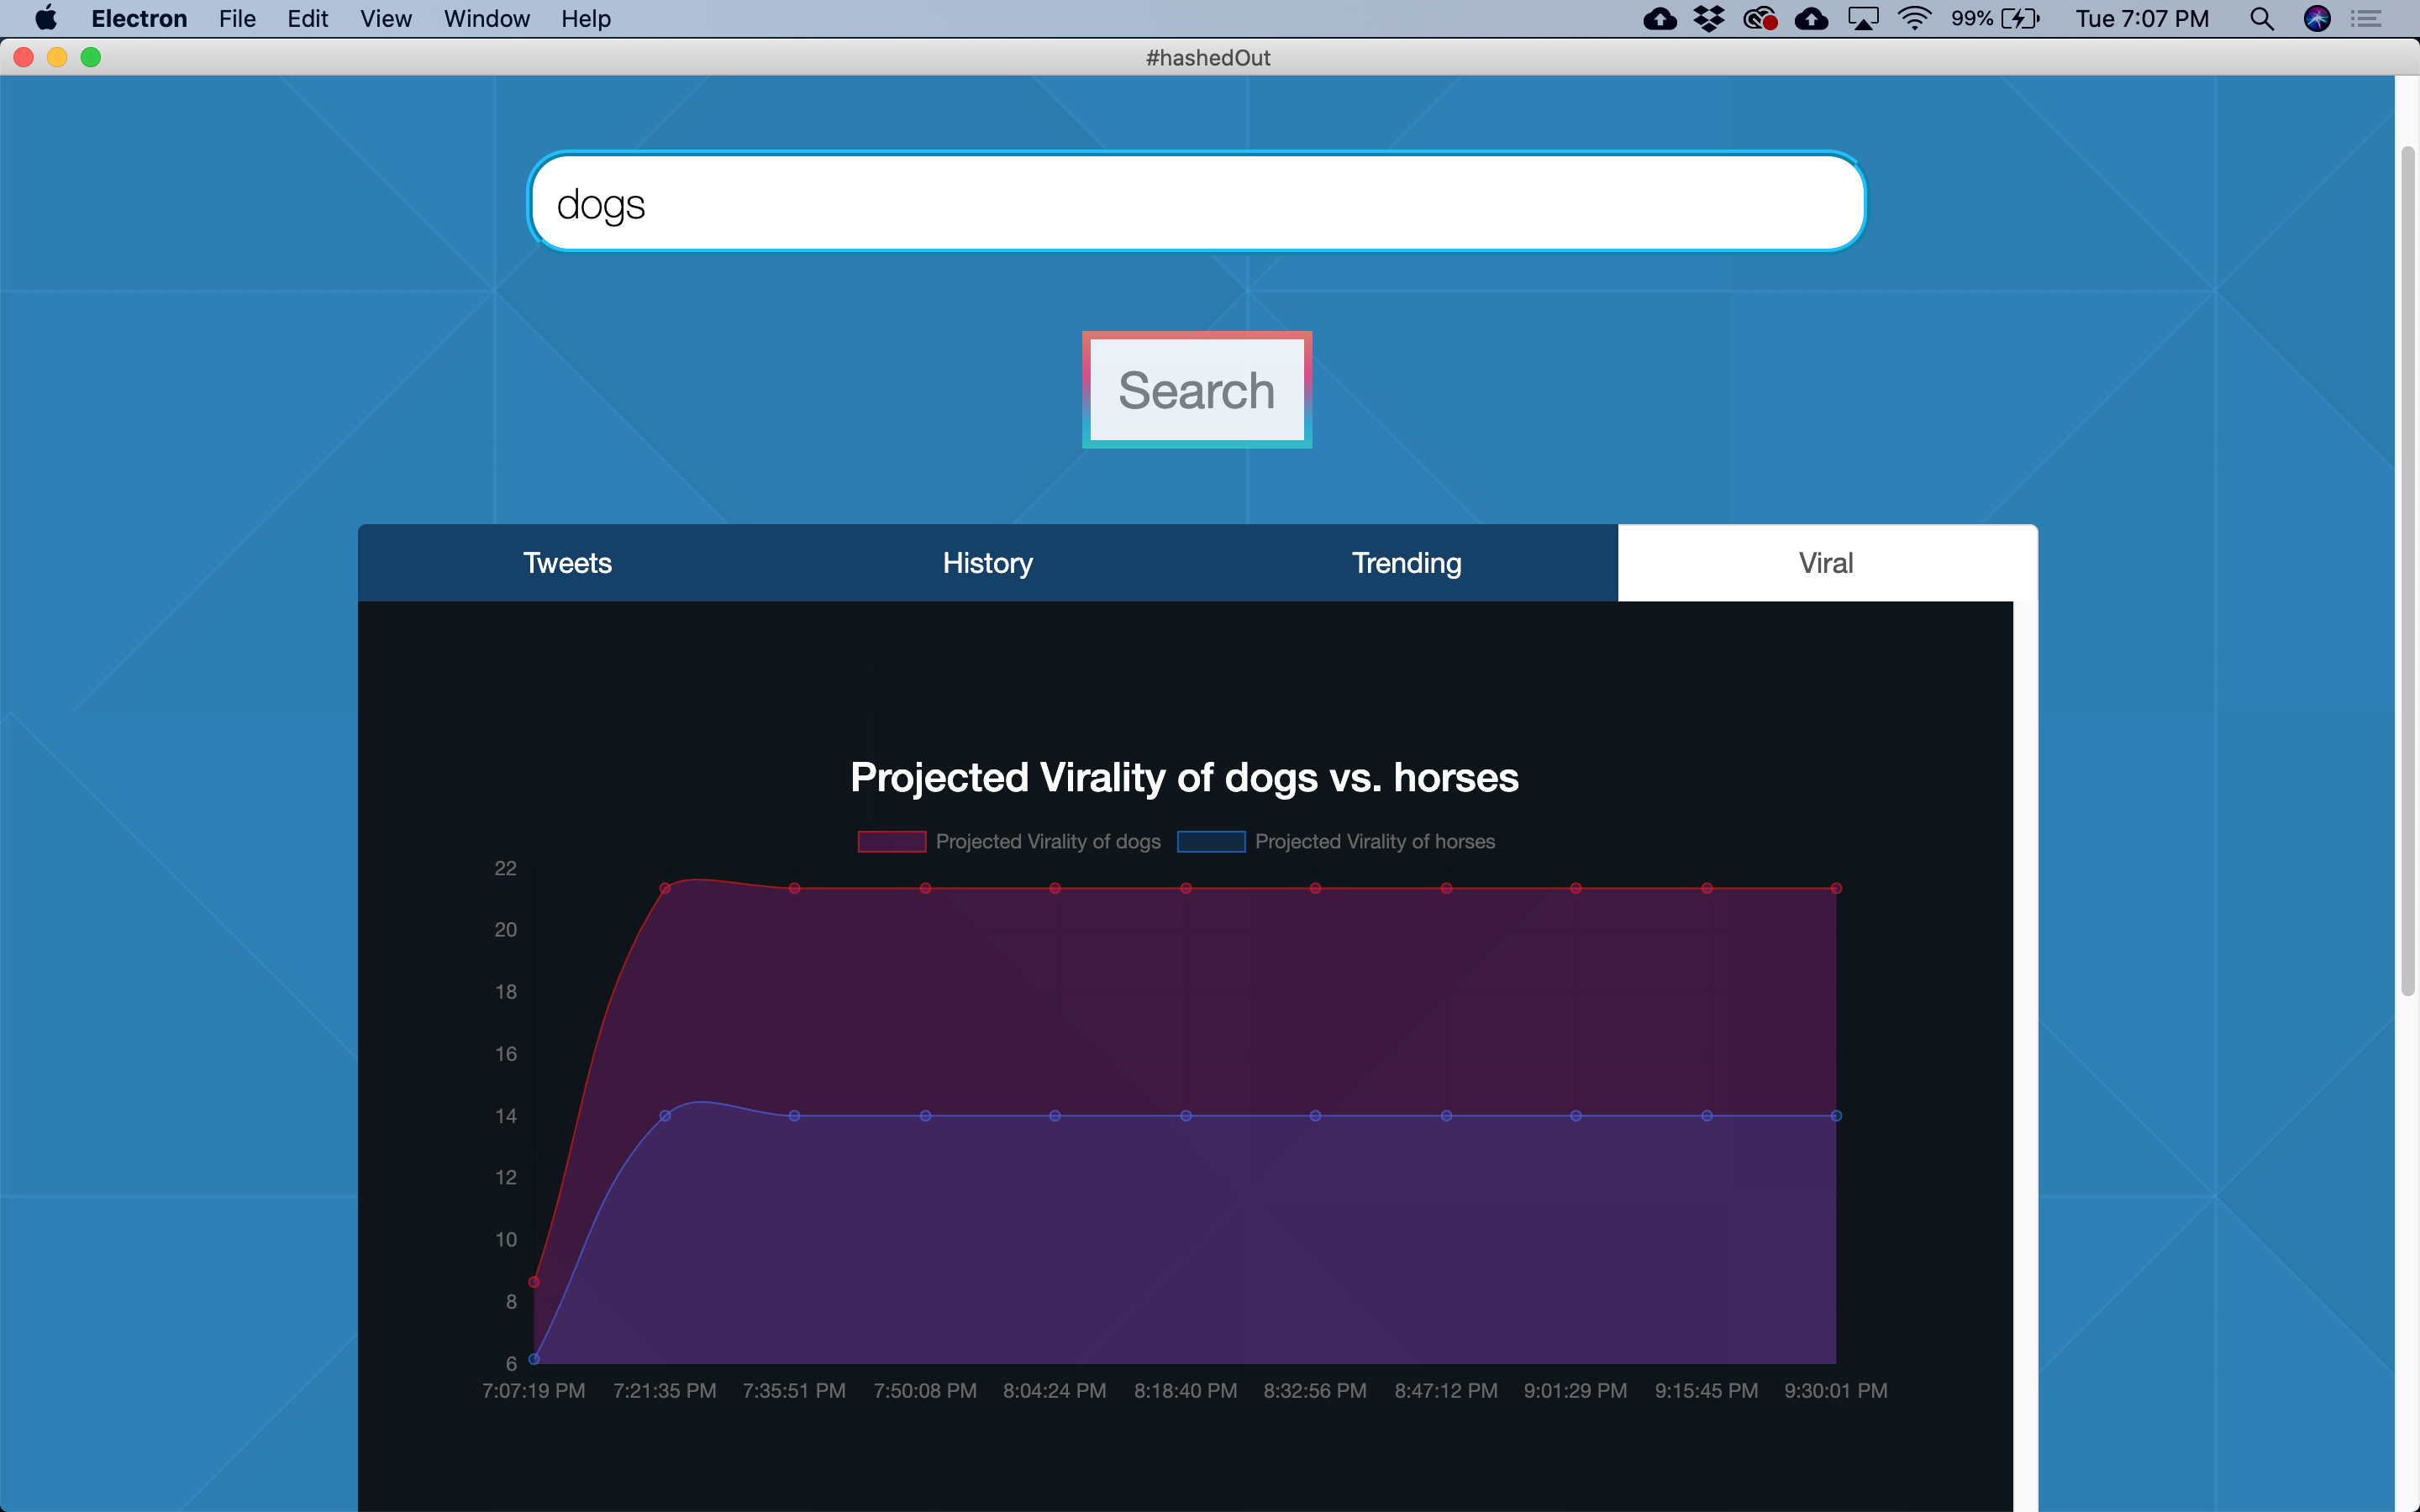 Electron File Edit View Window Help 99% Tue 7:07 PM
#hashedOut
dogs
Search
Tweets History Trending Viral
Projected Virality of dogs vs. horses
Projected Virality of dogs Projected Virality of horses
22
20
18
16
14
12
10
8
6
7:07:19 PM 7:21:35 PM 7:35:51 PM 7:50:08 PM 8:04:24 PM 8:18:40 PM 8:32:56 PM 8:47:12 PM 9:01:29 PM 9:15:45 PM 9:30:01 PM